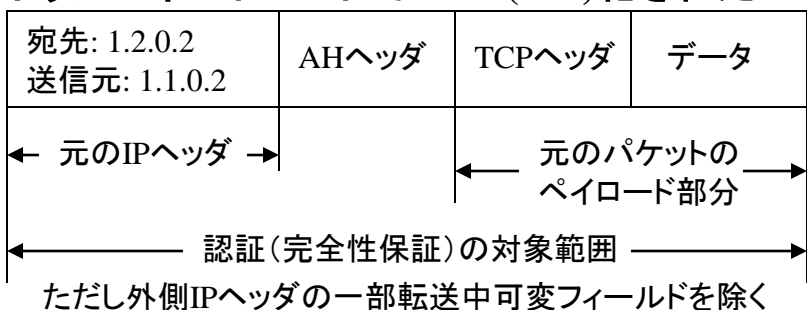 宛先: 1.2.0.2
送信元: 1.1.0.2
AHヘッダ
TCPヘッダ
データ
元のIPヘッダ
元のパケットの
ペイロード部分
認証(完全性保証)の対象範囲
ただし外側IPヘッダの一部転送中可変フィールドを除く